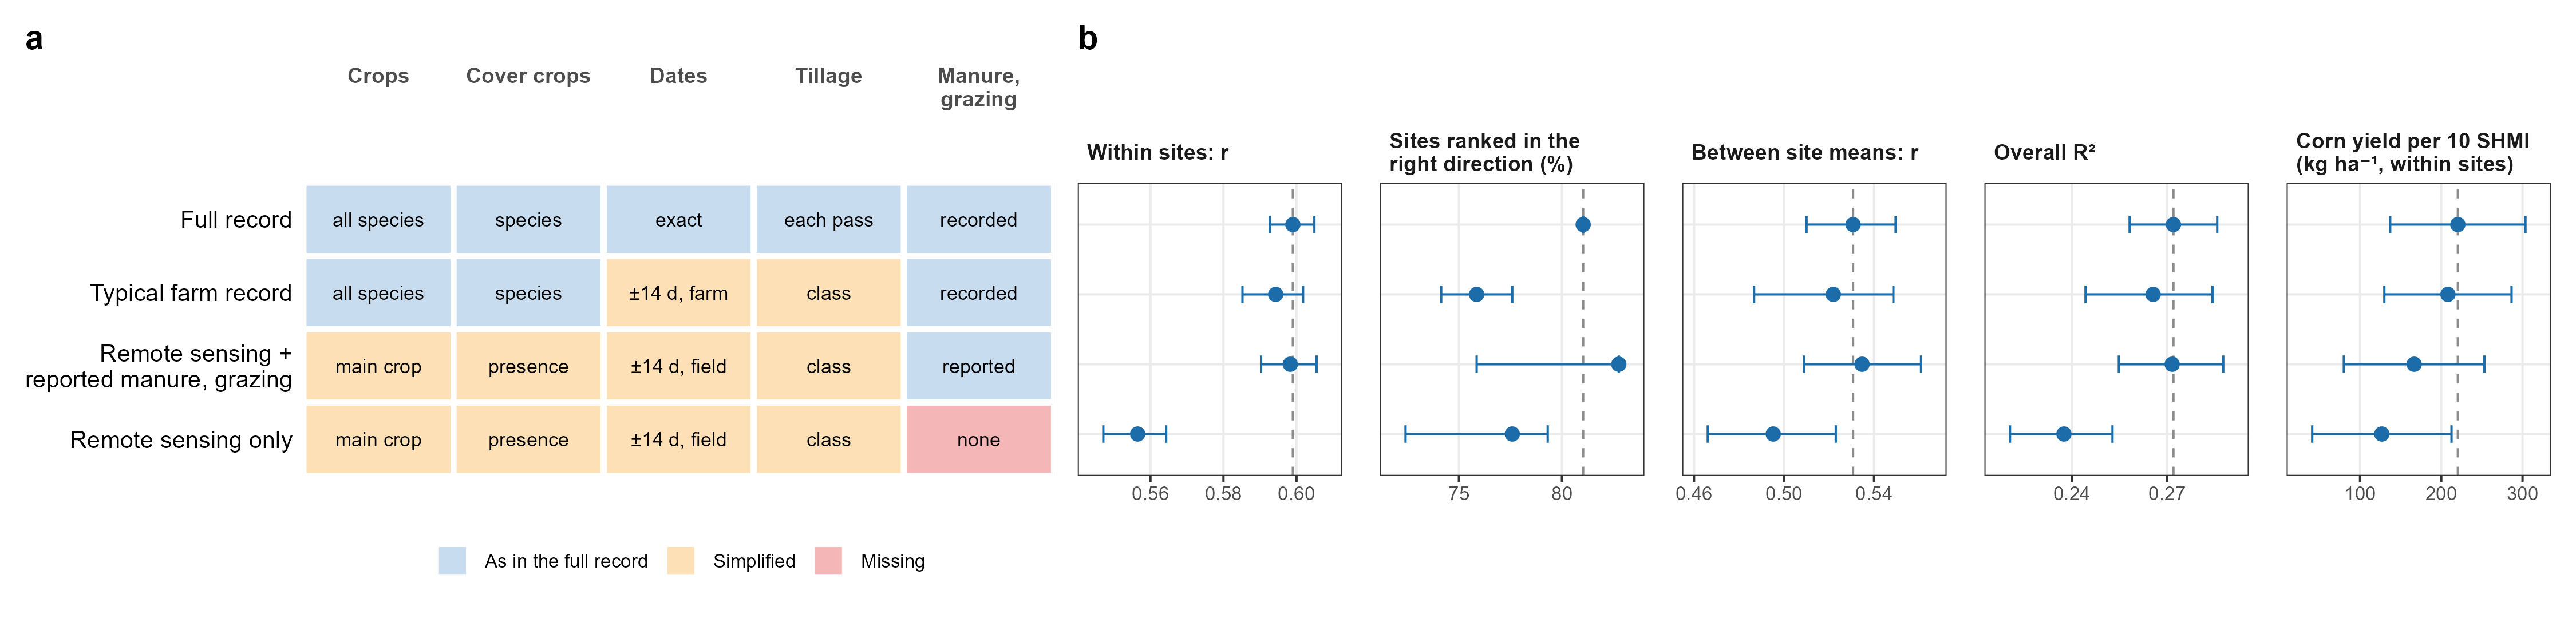 a
Crops
Cover crops
Dates
Tillage
Manure,
grazing
Full record
all species
species
exact
each pass
recorded
Typical farm record
all species
species
±14 d, farm
class
recorded
Remote sensing +
reported manure, grazing
main crop
presence
±14 d, field
class
reported
Remote sensing only
main crop
presence
±14 d, field
class
none
As in the full record
Simplified
Missing
b
Within sites: r
0.56
0.58
0.60
Sites ranked in the
right direction (%)
75
80
Between site means: r
0.46
0.50
0.54
Overall R²
0.24
0.27
Corn yield per 10 SHMI
(kg ha⁻¹, within sites)
100
200
300